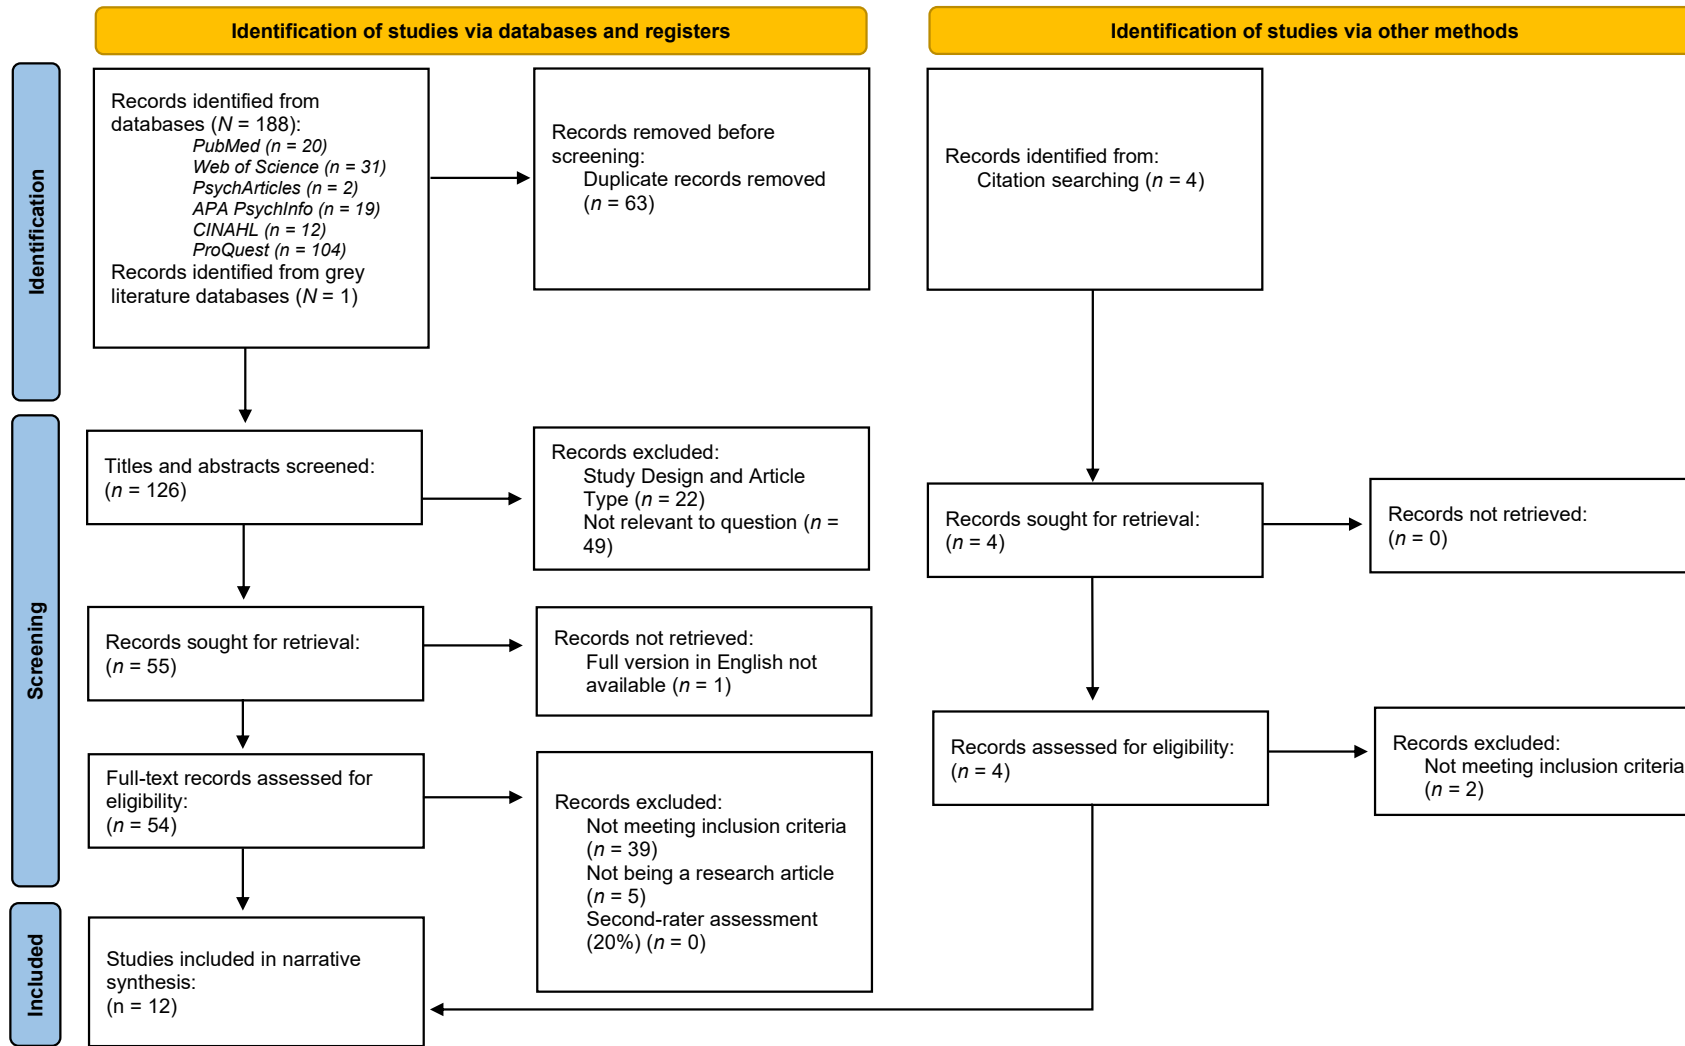 Identification of studies via databases and registers
Identification of studies via other methods
Identification
Records identified from
databases (N = 188):
PubMed (n = 20)
Web of Science (n = 31)
PsychArticles (n = 2)
APA PsychInfo (n = 19)
CINAHL (n = 12)
ProQuest (n = 104)
Records identified from grey
literature databases (N = 1)
Records removed before
screening:
Duplicate records removed
(n = 63)
Records identified from:
Citation searching (n = 4)
Screening
Titles and abstracts screened:
(n = 126)
Records excluded:
Study Design and Article
Type (n = 22)
Not relevant to question (n =
49)
Records sought for retrieval:
(n = 4)
Records not retrieved:
(n = 0)
Records sought for retrieval:
(n = 55)
Records not retrieved:
Full version in English not
available (n = 1)
Records assessed for eligibility:
(n = 4)
Records excluded:
Not meeting inclusion criteria
(n = 2)
Full-text records assessed for
eligibility:
(n = 54)
Records excluded:
Not meeting inclusion criteria
(n = 39)
Not being a research article
(n = 5)
Second-rater assessment
(20%) (n = 0)
Included
Studies included in narrative
synthesis:
(n = 12)